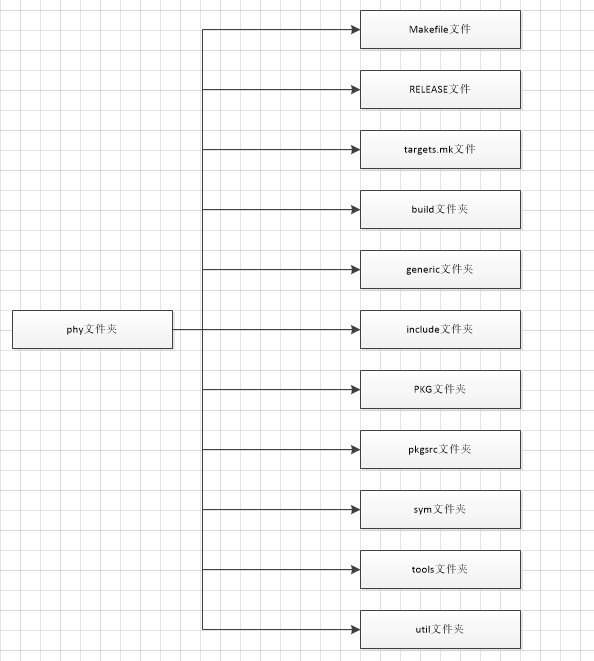 Makefile文件
RELEASE文件
targets.mk文件
build文件夹
generic文件夹
phy文件夹
include文件夹
PKG文件夹
pkgsrc文件夹
sym文件夹
tools文件夹
util文件夹